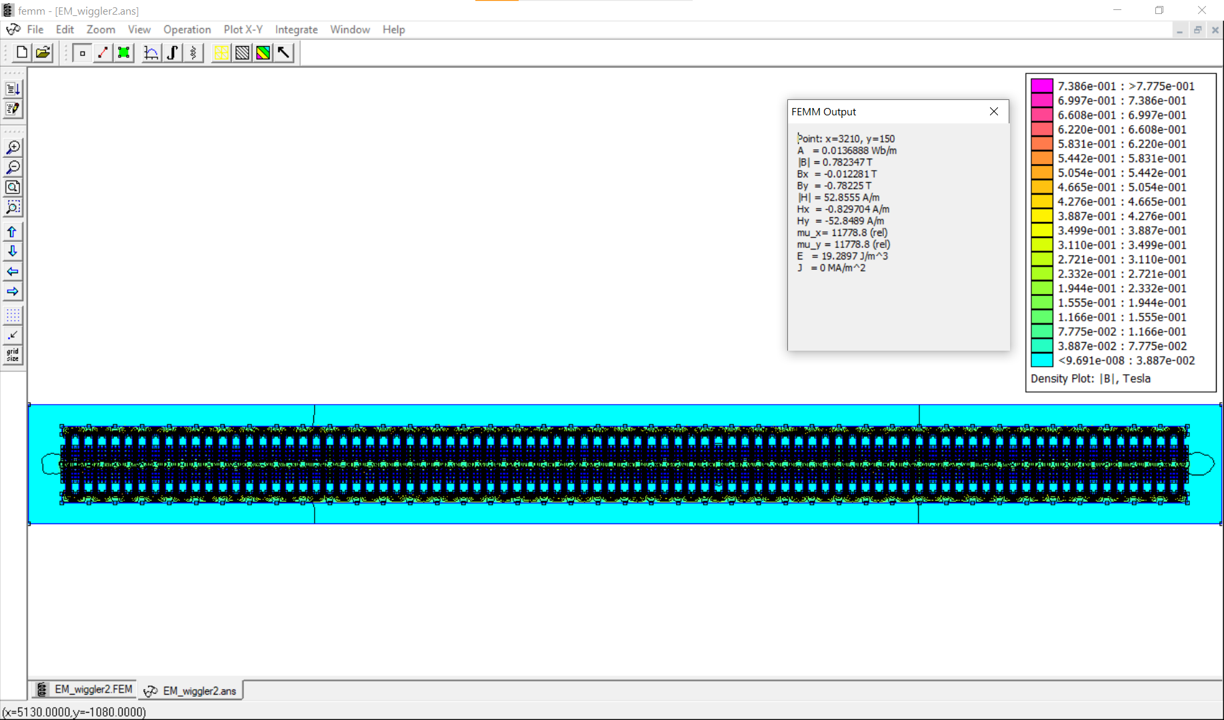 femm - [EM_wiggler2.ans]
File Edit Zoom View Operation Plot X-Y Integrate Window Help
grid
size
FEMM Output
Point: x=3210, y=150
A = 0.0136888 Wb/m
|B| = 0.782347 T
Bx = -0.012281 T
By = -0.78225 T
|H| = 52.8555 A/m
Hx = -0.829704 A/m
Hy = -52.8489 A/m
mu_x= 11778.8 (rel)
mu_y = 11778.8 (rel)
E = 19.2897 J/m^3
J = 0 MA/m^2
7.386e-001 : >7.775e-001
6.997e-001 : 7.386e-001
6.608e-001 : 6.997e-001
6.220e-001 : 6.608e-001
5.831e-001 : 6.220e-001
5.442e-001 : 5.831e-001
5.054e-001 : 5.442e-001
4.665e-001 : 5.054e-001
4.276e-001 : 4.665e-001
3.887e-001 : 4.276e-001
3.499e-001 : 3.887e-001
3.110e-001 : 3.499e-001
2.721e-001 : 3.110e-001
2.332e-001 : 2.721e-001
1.944e-001 : 2.332e-001
1.555e-001 : 1.944e-001
1.166e-001 : 1.555e-001
7.775e-002 : 1.166e-001
3.887e-002 : 7.775e-002
<9.691e-008 : 3.887e-002
Density Plot: |B|, Tesla
EM_wiggler2.FEM
EM_wiggler2.ans
(x=5130.0000,y=-1080.0000)